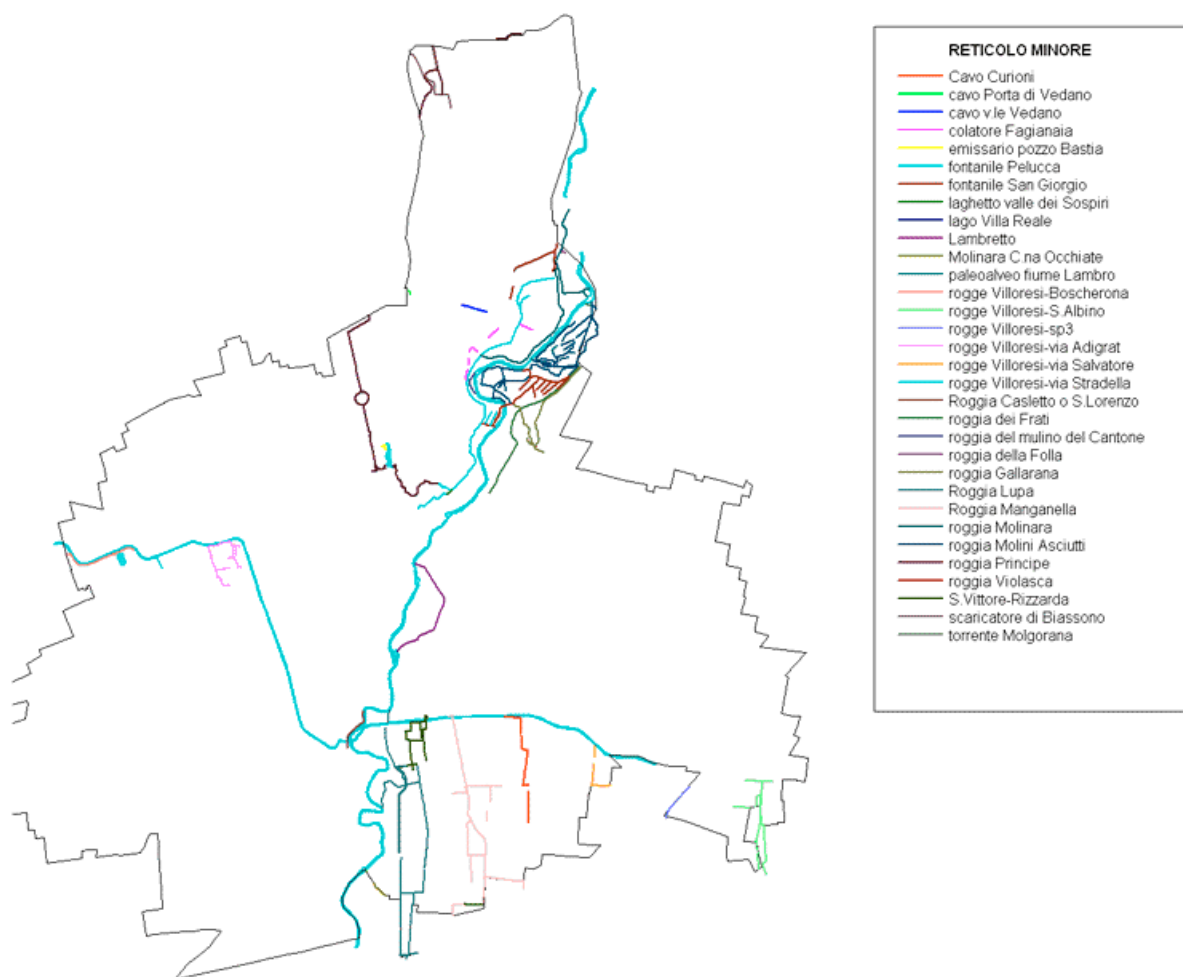 RETICOLO MINORE
Cavo Curioni
cavo Porta di Vedano
cavo v.le Vedano
colatore Fagianaia
emissario pozzo Bastia
fontanile Pelucca
fontanile San Giorgio
laghetto valle dei Sospiri
lago Villa Reale
Lambretto
Molinara C.na Occhiate
paleoalveo fiume Lambro
rogge Villoresi-Boscherona
rogge Villoresi-S.Albino
rogge Villoresi-sp3
rogge Villoresi-via Adigrat
rogge Villoresi-via Salvatore
rogge Villoresi-via Stradella
Roggia Casletto o S.Lorenzo
roggia dei Frati
roggia del mulino del Cantone
roggia della Folla
roggia Gallarana
Roggia Lupa
Roggia Manganella
roggia Molinara
roggia Molini Asciutti
roggia Principe
roggia Violasca
S.Vittore-Rizzarda
scaricatore di Biassono
torrente Molgorana